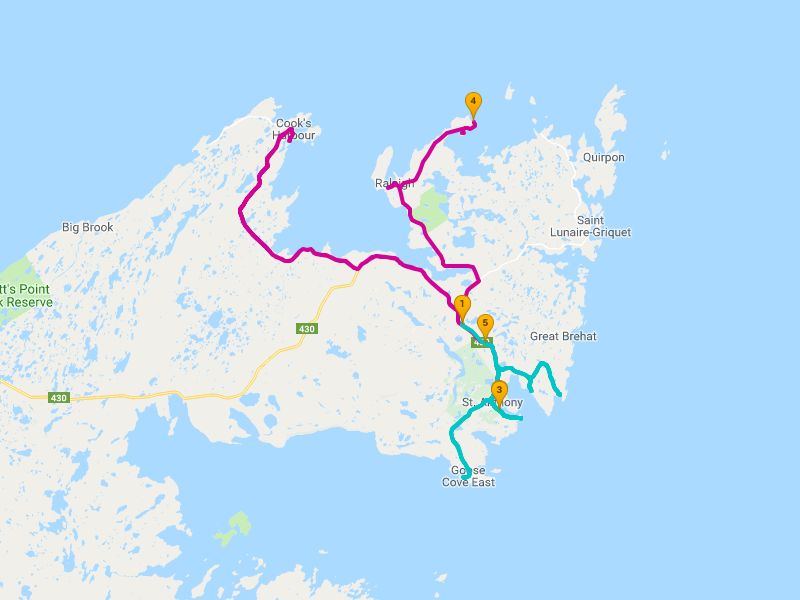 4
Cook's
Harbour
Quirpon
Raleigh
Saint
Lunaire-Griquet
Big Brook
tt's Point
k Reserve
1
430
5
Great Brehat
430
3
St. Anthony
Goose
Cove East